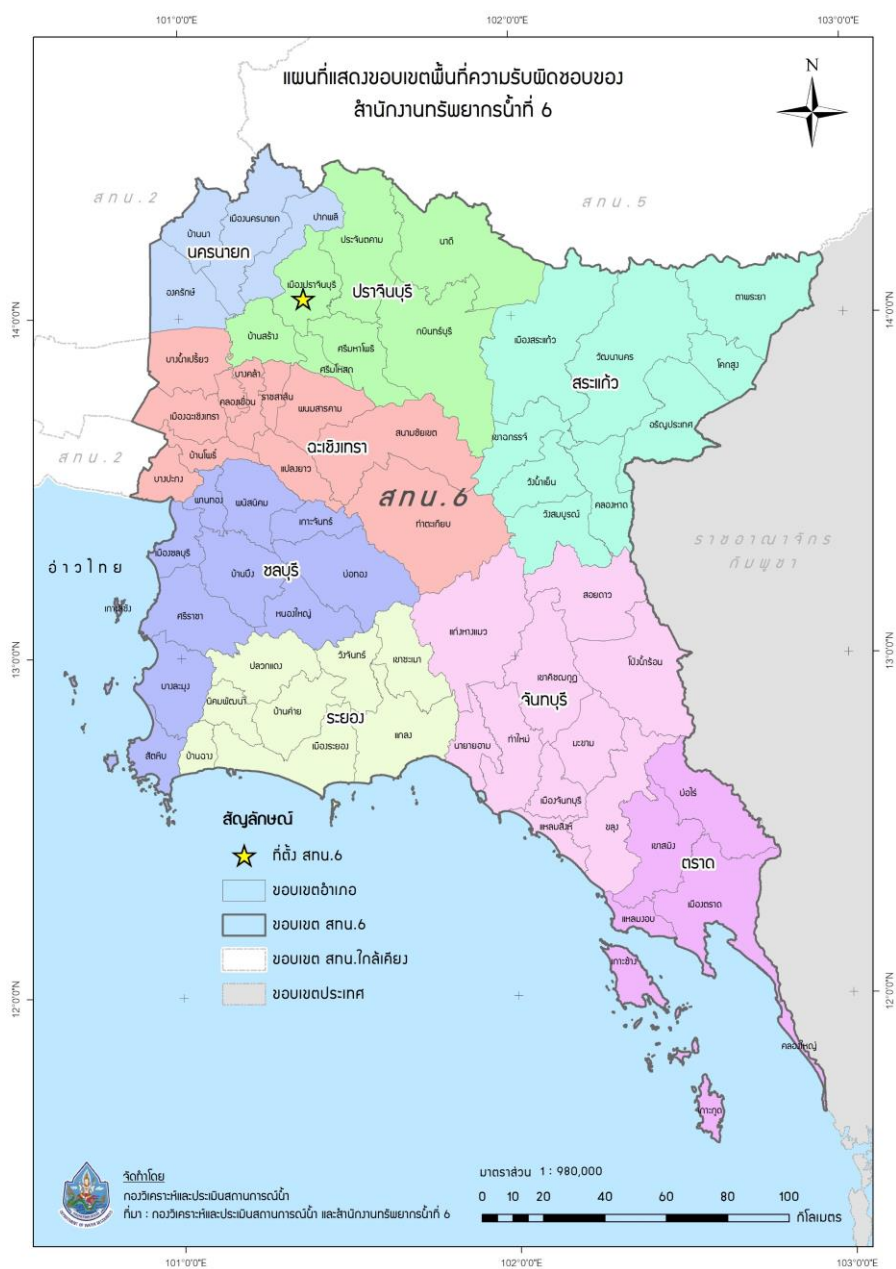 101°0'0"E 102°0'0"E 103°0'0"E
แผนที่แสดงขอบเขตพื้นที่ความรับผิดชอบของ
สำนักงานทรัพยากรน้ำที่ 6
N
สทน.2
สทน.5
เมืองนครนายก
ปากพลี
บ้านนา
นครนายก
องครักษ์
ประจันตคาม
นาดี
เมืองปราจีนบุรี
ปราจีนบุรี
กบินทร์บุรี
บ้านสร้าง
ศรีมหาโพธิ
ศรีมโหสถ
14°0'0"N
14°0'0"N
ตาพระยา
เมืองสระแก้ว
วัฒนานคร
โคกสูง
สระแก้ว
อรัญประเทศ
เขาฉกรรจ์
วังน้ำเย็น
วังสมบูรณ์
คลองหาด
บางน้ำเปรี้ยว
บางคล้า
คลองเขื่อน
ราชสาส์น
พนมสารคาม
เมืองฉะเชิงเทรา
สนามชัยเขต
ฉะเชิงเทรา
บ้านโพธิ์
แปลงยาว
บางปะกง
สทน.2
สทน.6
ท่าตะเกียบ
ราชอาณาจักร
กัมพูชา
พานทอง
พนัสนิคม
เกาะจันทร์
เมืองชลบุรี
ชลบุรี
บ้านบึง
บ่อทอง
อ่าวไทย
เกาะสีชัง
ศรีราชา
หนองใหญ่
บางละมุง
สัตหีบ
13°0'0"N
13°0'0"N
ปลวกแดง
วังจันทร์
เขาชะเมา
นิคมพัฒนา
บ้านค่าย
ระยอง
เมืองระยอง
แกลง
บ้านฉาง
สอยดาว
แก่งหางแมว
โป่งน้ำร้อน
เขาคิชฌกูฏ
จันทบุรี
นายายอาม
ท่าใหม่
มะขาม
เมืองจันทบุรี
แหลมสิงห์
ขลุง
บ่อไร่
เขาสมิง
ตราด
เมืองตราด
แหลมงอบ
เกาะช้าง
คลองใหญ่
เกาะกูด
สัญลักษณ์
ที่ตั้ง สทน.6
ขอบเขตอำเภอ
ขอบเขต สทน.6
ขอบเขต สทน.ใกล้เคียง
ขอบเขตประเทศ
12°0'0"N
12°0'0"N
จัดทำโดย
กองวิเคราะห์และประเมินสถานการณ์น้ำ
ที่มา : กองวิเคราะห์และประเมินสถานการณ์น้ำ และสำนักงานทรัพยากรน้ำที่ 6
มาตราส่วน 1 : 980,000
0 10 20 40 60 80 100
กิโลเมตร
101°0'0"E 102°0'0"E 103°0'0"E